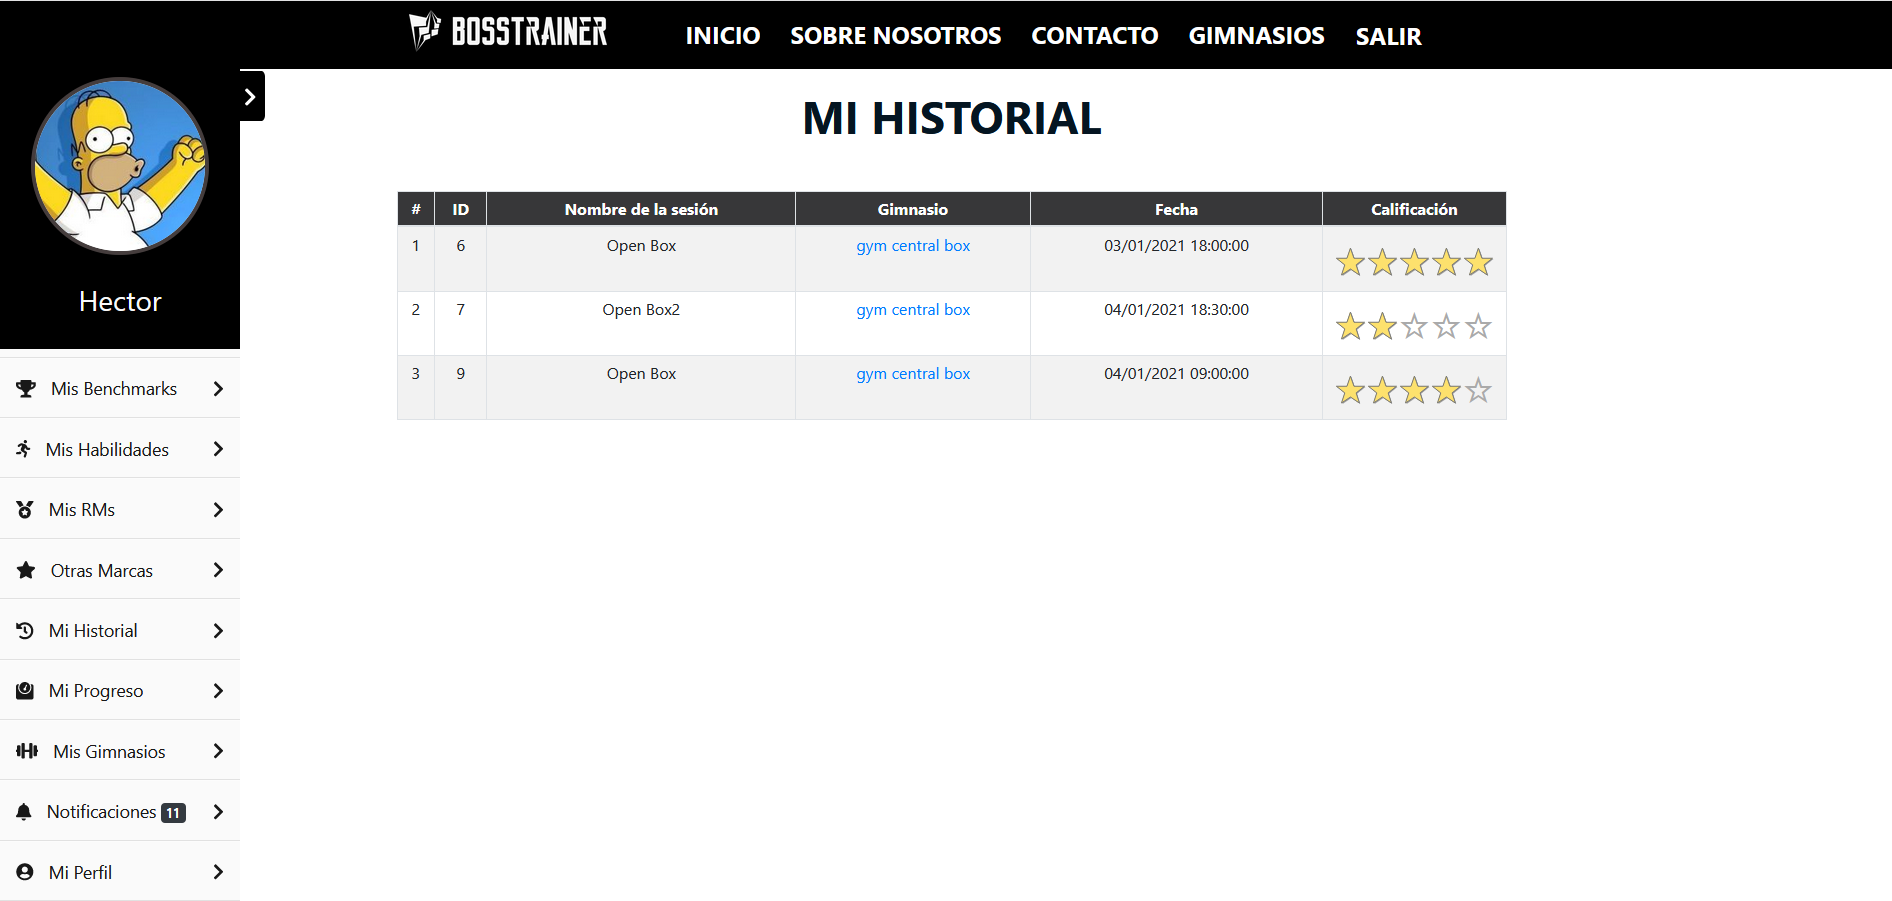 BOSSTRAINER INICIO SOBRE NOSOTROS CONTACTO GIMNASIOS SALIR
Hector
Mis Benchmarks
Mis Habilidades
Mis RMs
Otras Marcas
Mi Historial
Mi Progreso
Mis Gimnasios
Notificaciones 11
Mi Perfil
MI HISTORIAL
# ID Nombre de la sesión Gimnasio Fecha Calificación
1 6 Open Box gym central box 03/01/2021 18:00:00
2 7 Open Box2 gym central box 04/01/2021 18:30:00
3 9 Open Box gym central box 04/01/2021 09:00:00